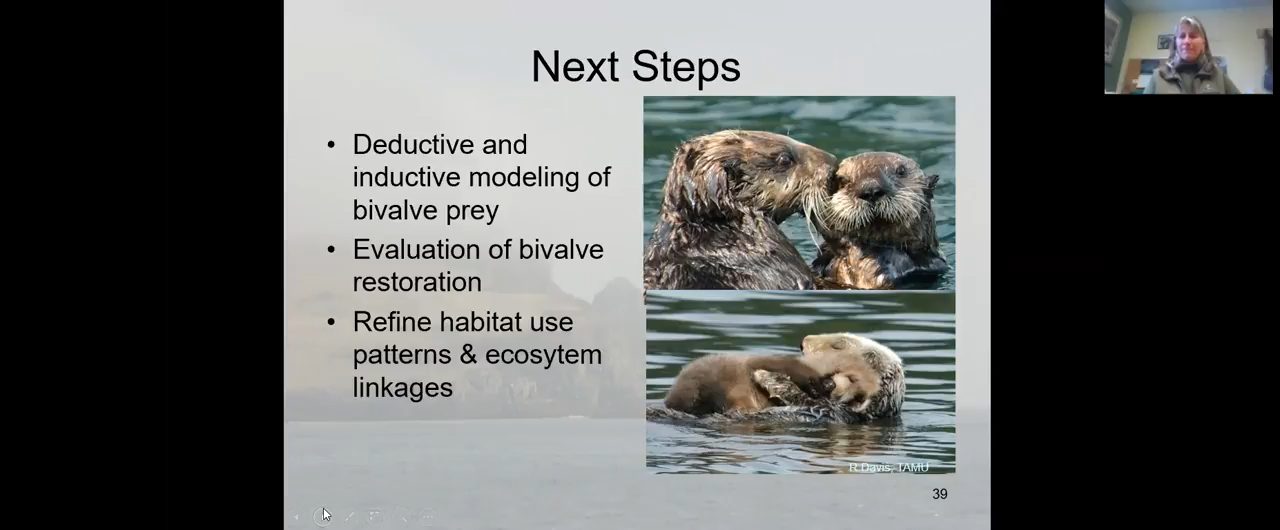 Next Steps
• Deductive and
inductive modeling of
bivalve prey
• Evaluation of bivalve
restoration
• Refine habitat use
patterns & ecosytem
linkages
R.Davis, TAMU
39